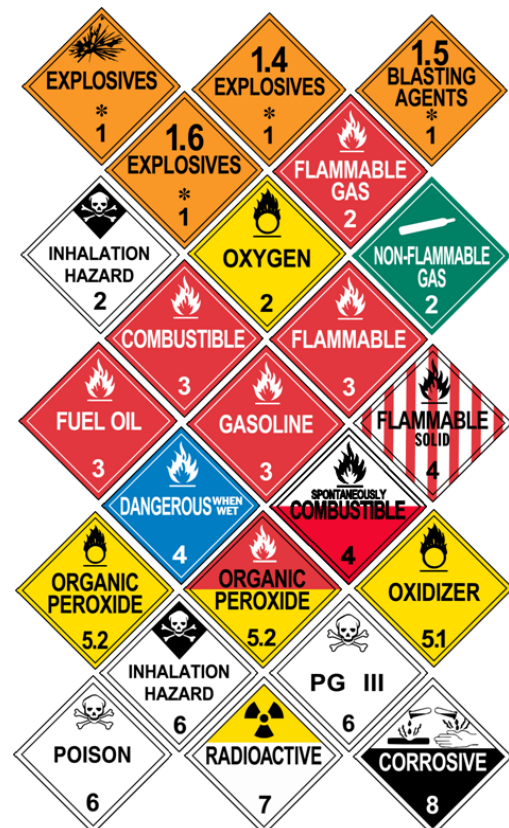 EXPLOSIVES
*
1
1.4
EXPLOSIVES
*
1
1.5
BLASTING
AGENTS
*
1
1.6
EXPLOSIVES
*
1
FLAMMABLE
GAS
2
INHALATION
HAZARD
2
OXYGEN
2
NON-FLAMMABLE
GAS
2
COMBUSTIBLE
3
FLAMMABLE
3
FUEL OIL
3
GASOLINE
3
FLAMMABLE
SOLID
4
DANGEROUS WHEN
WET
4
SPONTANEOUSLY
COMBUSTIBLE
4
ORGANIC
PEROXIDE
5.2
ORGANIC
PEROXIDE
5.2
OXIDIZER
5.1
INHALATION
HAZARD
6
PG III
6
POISON
6
RADIOACTIVE
7
CORROSIVE
8